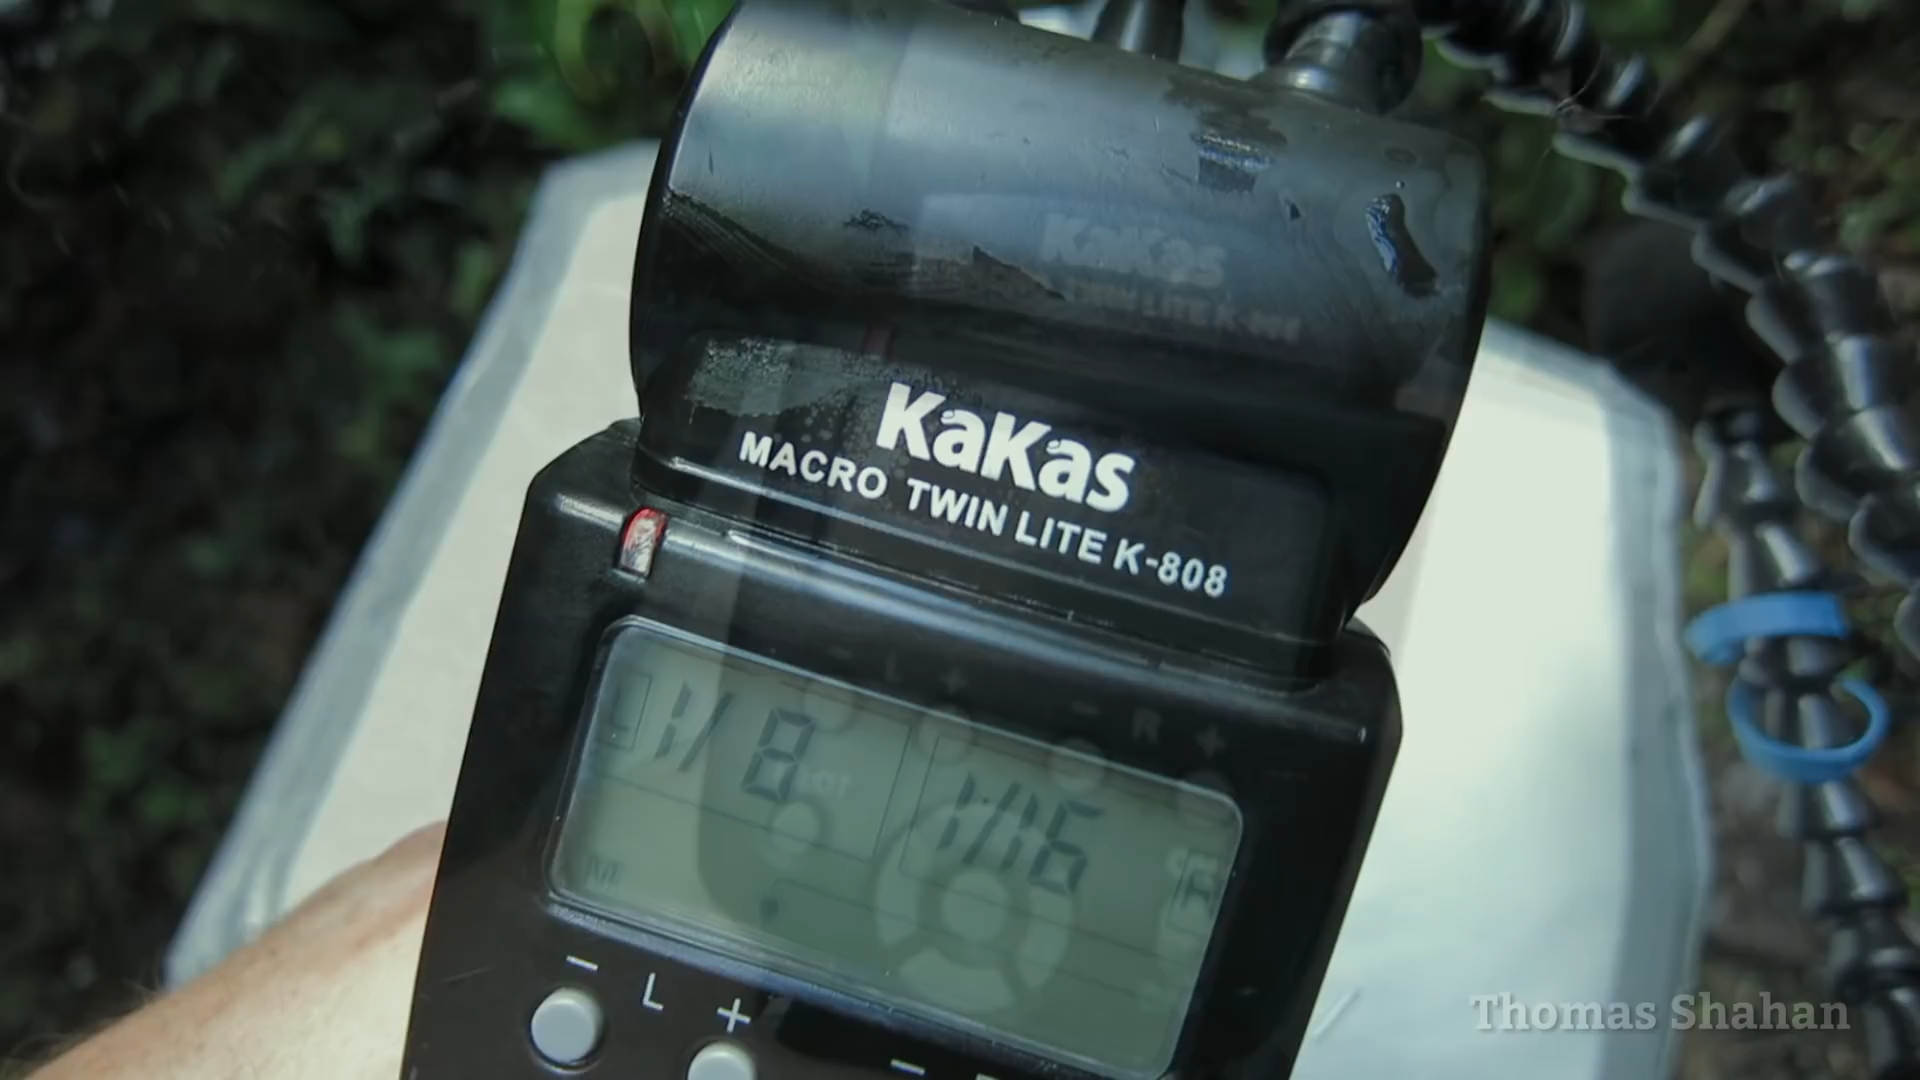 KaKas
MACRO TWIN LITE K-808
L 1/8 1/16 R
M
- L +
-
Thomas Shahan